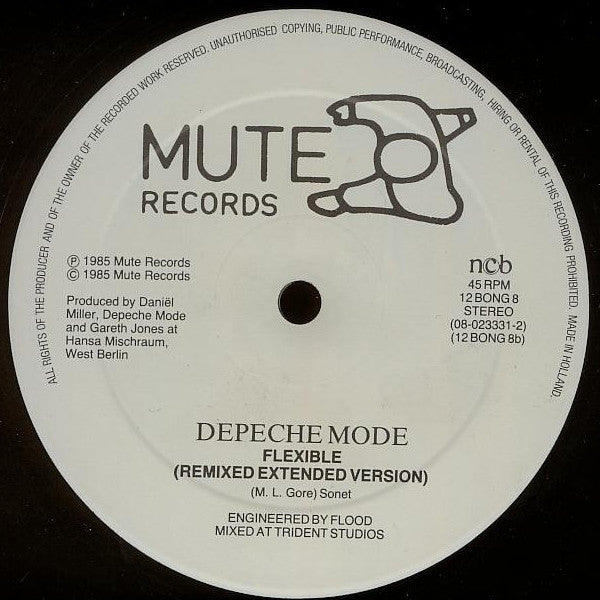 ALL RIGHTS OF THE PRODUCER AND OF THE OWNER OF THE RECORDED WORK RESERVED. UNAUTHORISED COPYING, PUBLIC PERFORMANCE, BROADCASTING, HIRING OR RENTAL OF THIS RECORDING PROHIBITED. MADE IN HOLLAND.
MUTE
RECORDS
℗ 1985 Mute Records
© 1985 Mute Records
Produced by Daniël
Miller, Depeche Mode
and Gareth Jones at
Hansa Mischraum,
West Berlin
ncb
45 RPM
12 BONG 8
STEREO
(08-023331-2)
(12 BONG 8b)
DEPECHE MODE
FLEXIBLE
(REMIXED EXTENDED VERSION)
(M. L. Gore) Sonet
ENGINEERED BY FLOOD
MIXED AT TRIDENT STUDIOS